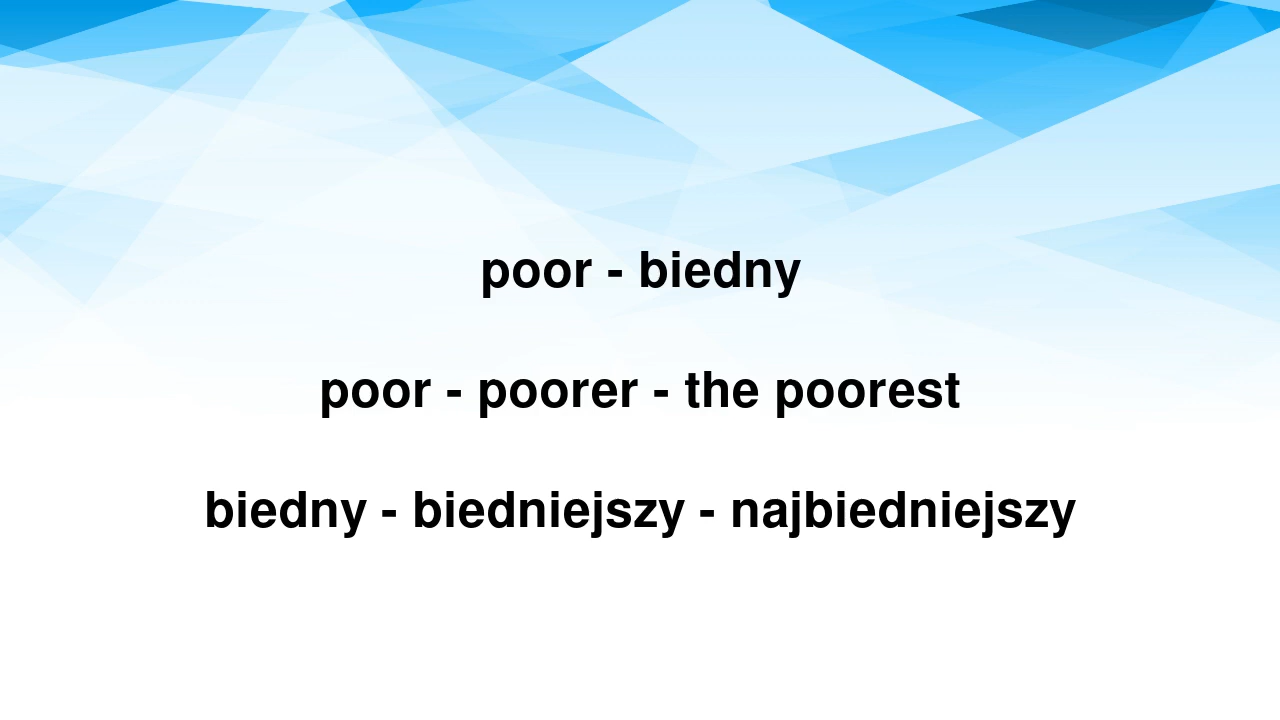 poor - biedny
poor - poorer - the poorest
biedny - biedniejszy - najbiedniejszy